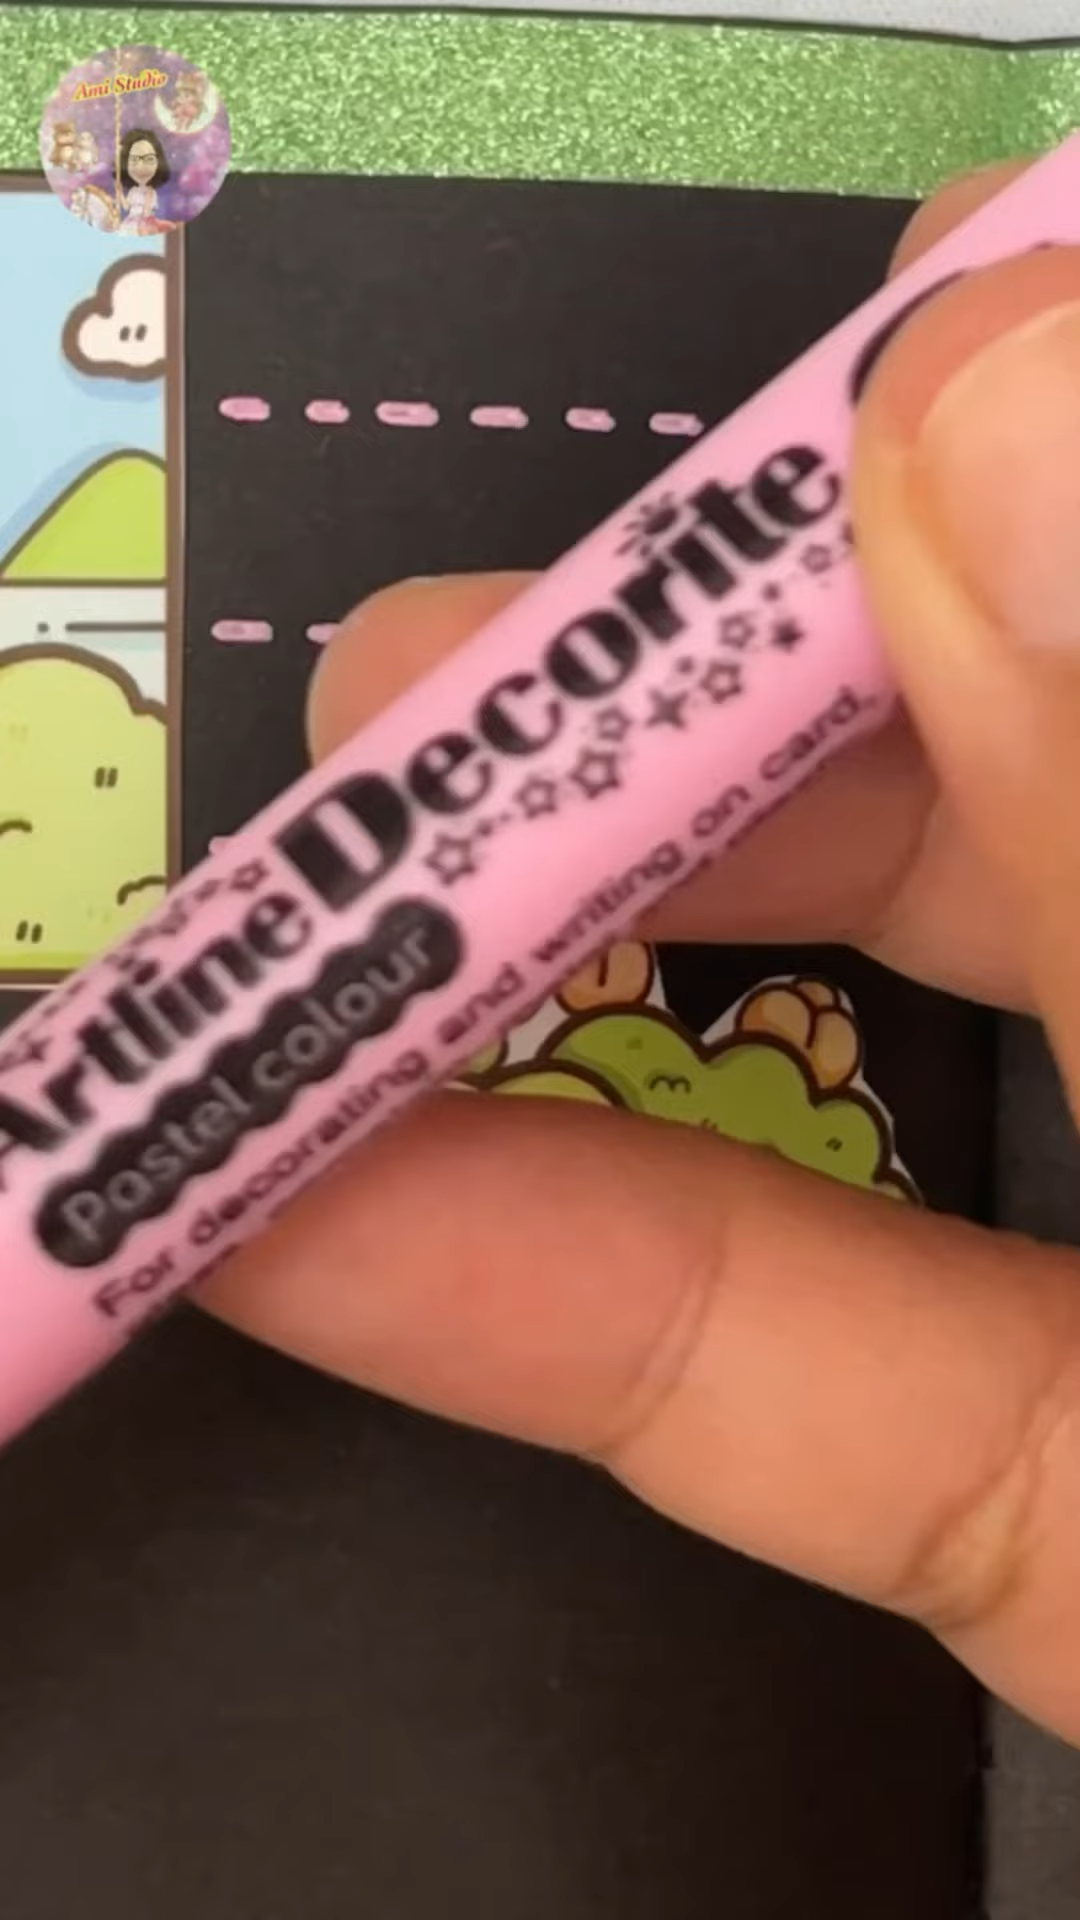 Ami Studio
Artline Decorite
Pastel colour
For decorating and writing on card,